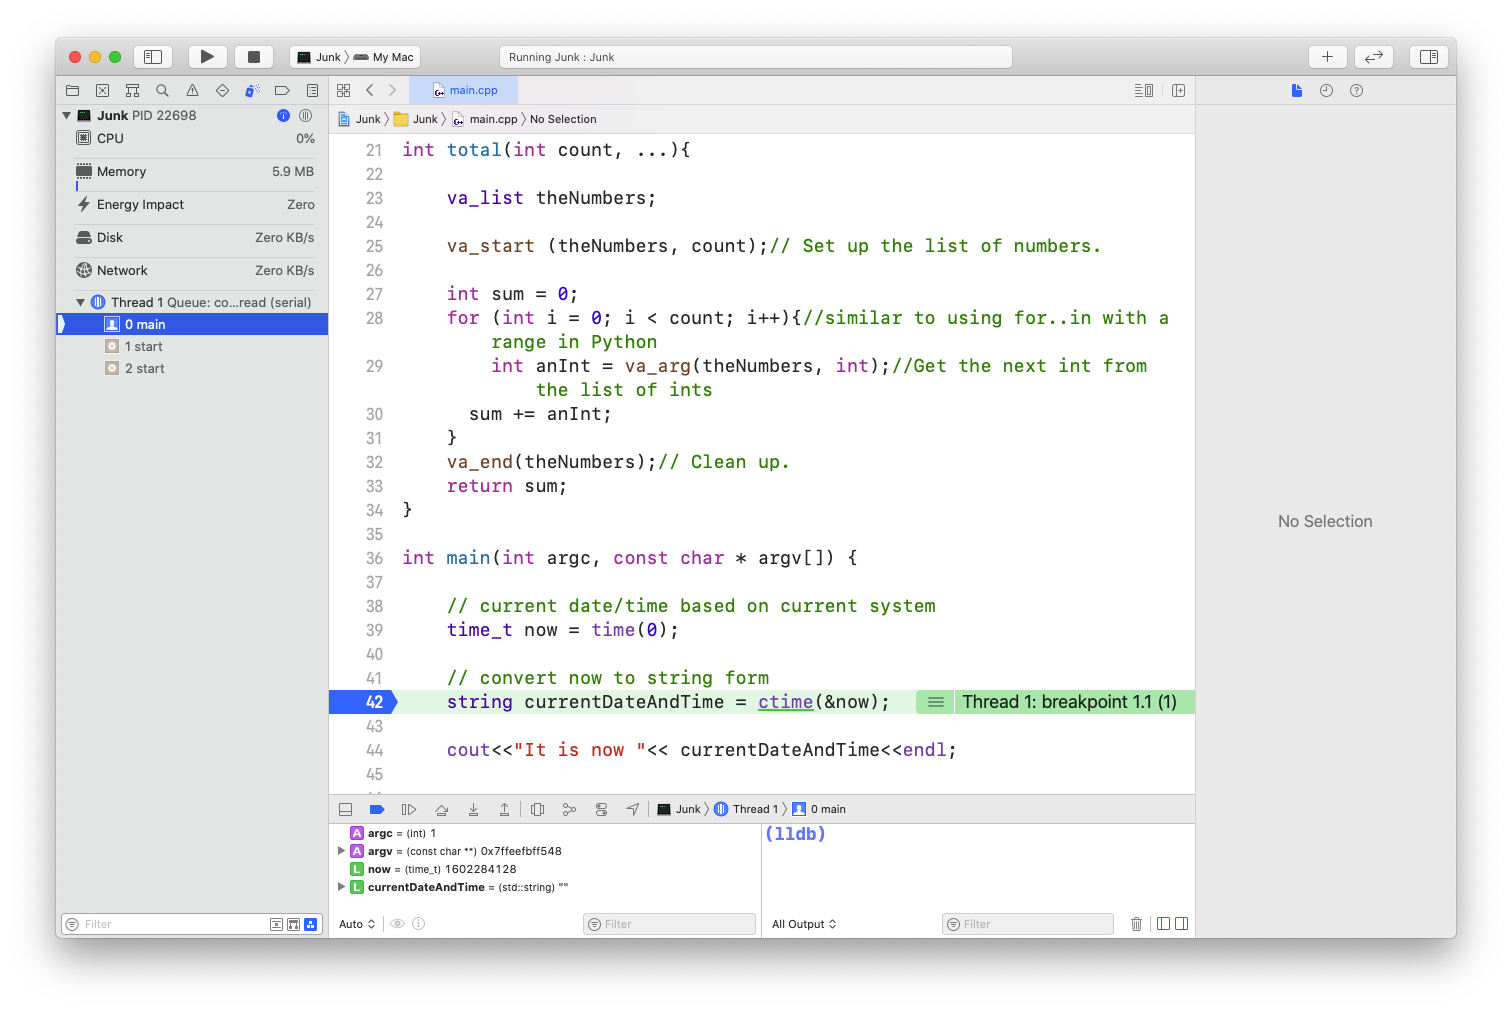 Junk 〉 My Mac
Running Junk : Junk
main.cpp
Junk PID 22698
CPU 0%
Memory 5.9 MB
Energy Impact Zero
Disk Zero KB/s
Network Zero KB/s
Thread 1 Queue: co...read (serial)
0 main
1 start
2 start
Filter
Junk 〉 Junk 〉 main.cpp 〉 No Selection
21 int total(int count, ...){
22
23 va_list theNumbers;
24
25 va_start (theNumbers, count);// Set up the list of numbers.
26
27 int sum = 0;
28 for (int i = 0; i < count; i++){//similar to using for..in with a
range in Python
29 int anInt = va_arg(theNumbers, int);//Get the next int from
the list of ints
30 sum += anInt;
31 }
32 va_end(theNumbers);// Clean up.
33 return sum;
34 }
35
36 int main(int argc, const char * argv[]) {
37
38 // current date/time based on current system
39 time_t now = time(0);
40
41 // convert now to string form
42 string currentDateAndTime = ctime(&now); Thread 1: breakpoint 1.1 (1)
43
44 cout<<"It is now "<< currentDateAndTime<<endl;
45
Junk 〉 Thread 1 〉 0 main
A argc = (int) 1
A argv = (const char **) 0x7ffeefbff548
L now = (time_t) 1602284128
L currentDateAndTime = (std::string) ""
Auto
Filter
(lldb)
All Output
Filter
No Selection